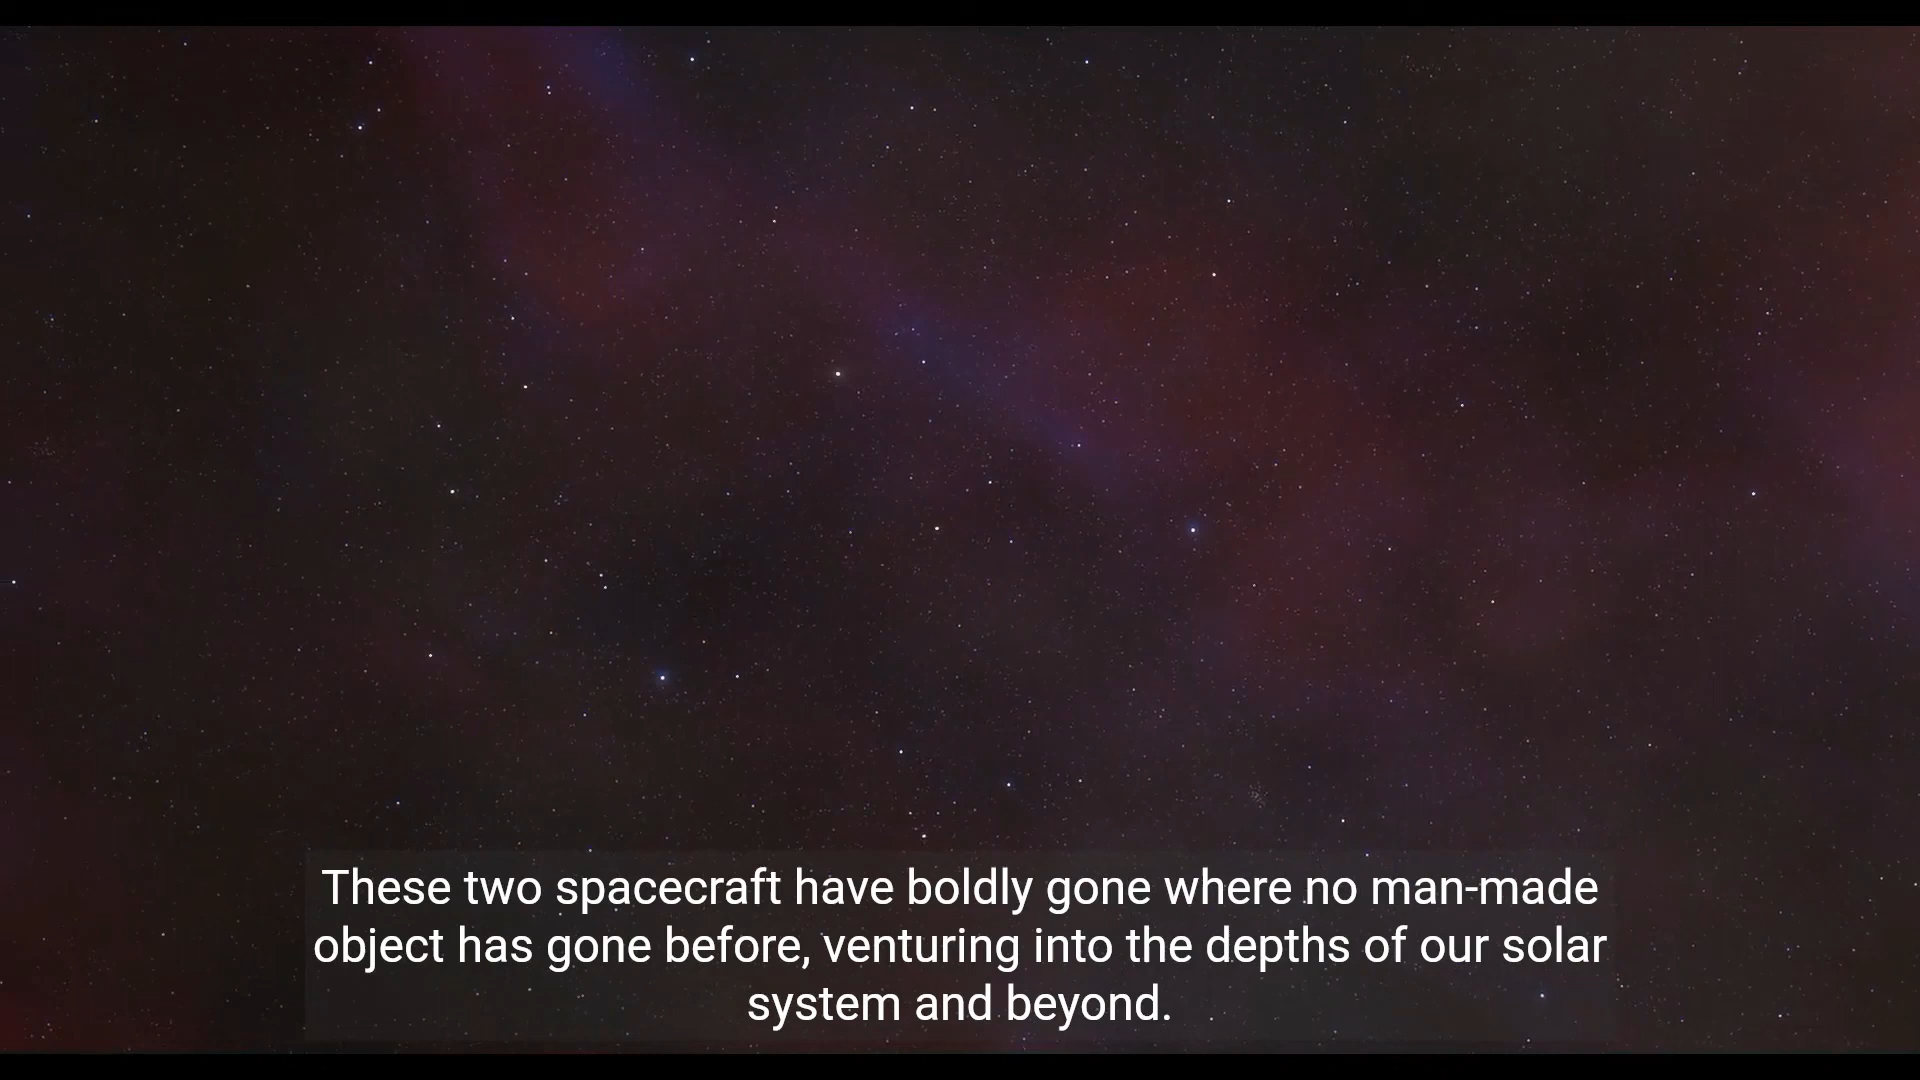 These two spacecraft have boldly gone where no man-made
object has gone before, venturing into the depths of our solar
system and beyond.